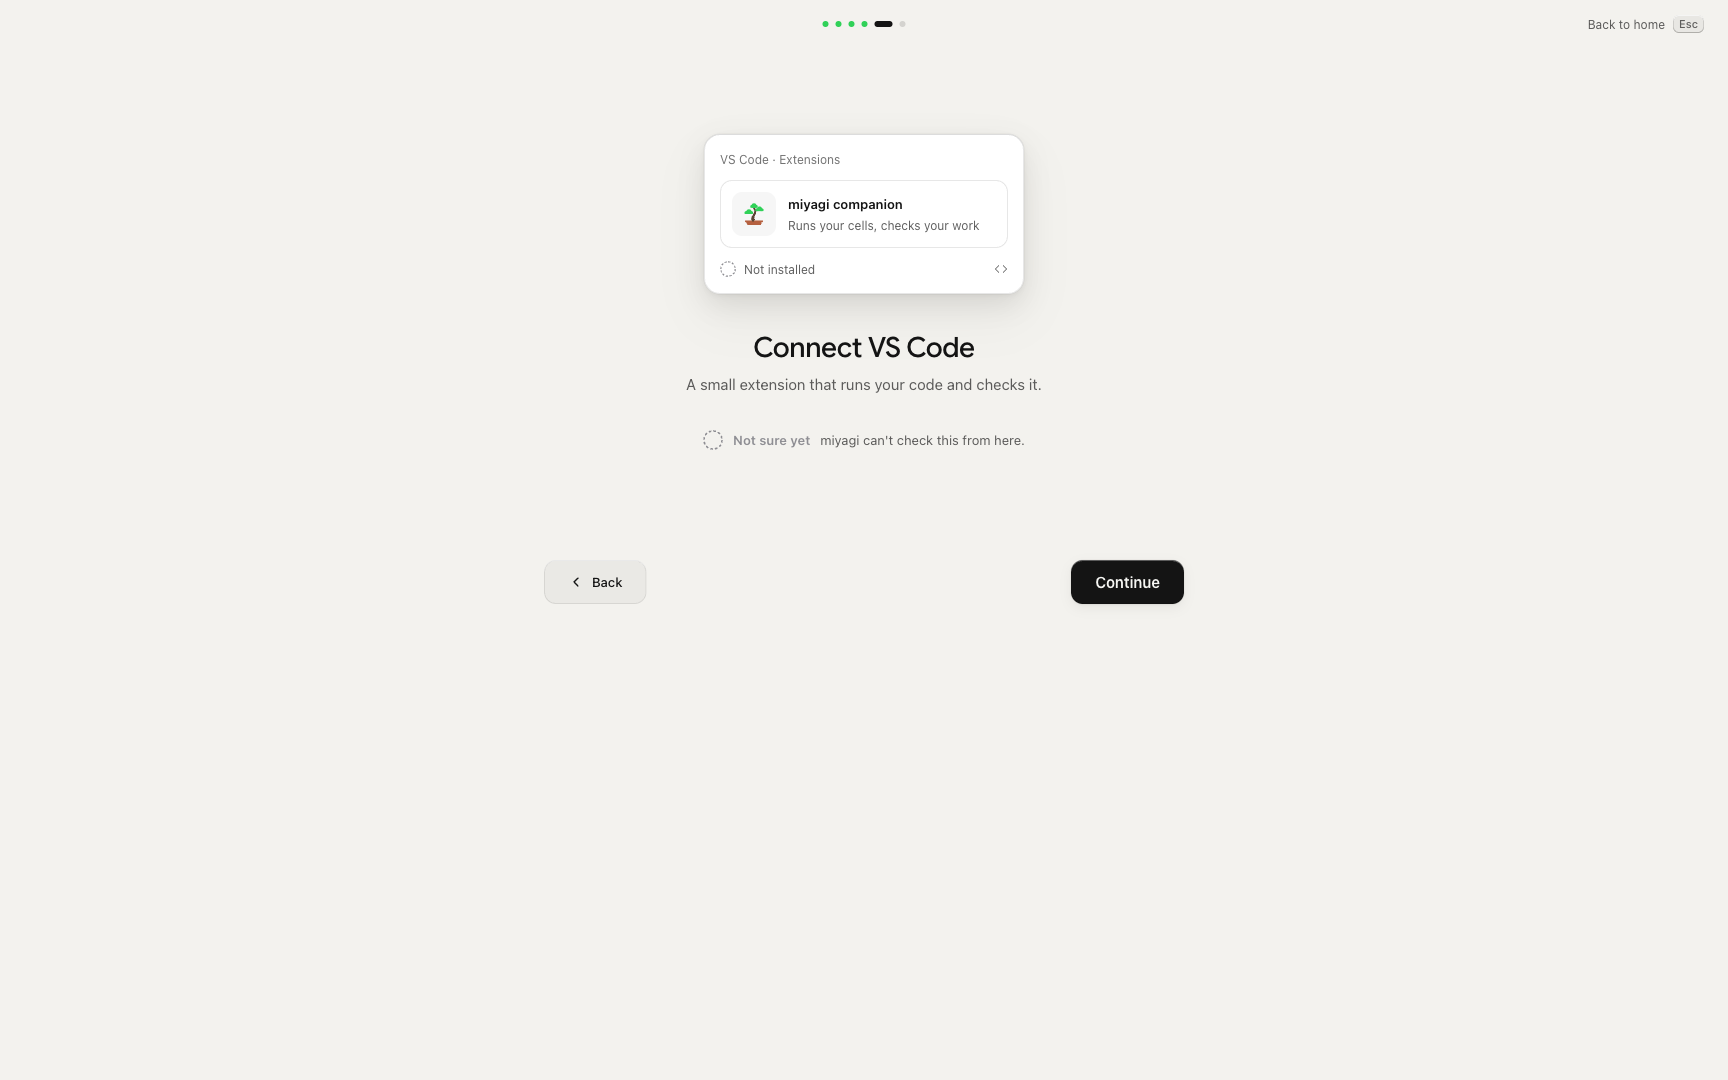 Back to home Esc
VS Code · Extensions
miyagi companion
Runs your cells, checks your work
Not installed
Connect VS Code
A small extension that runs your code and checks it.
Not sure yet miyagi can't check this from here.
Back
Continue